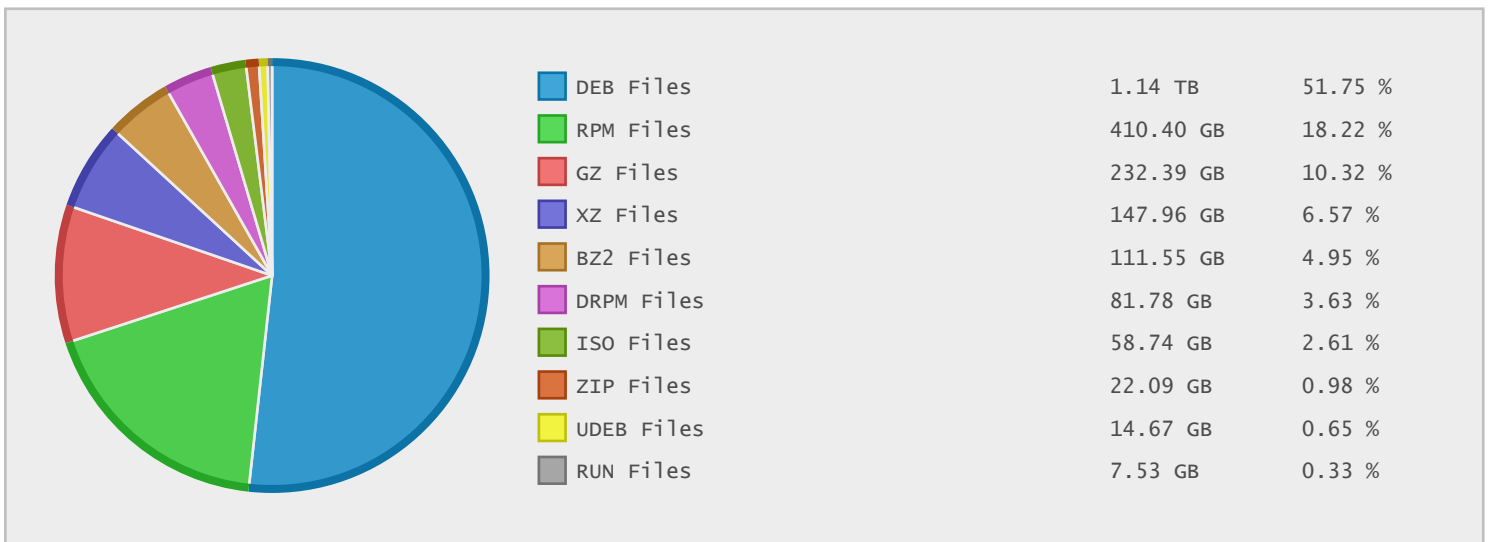 DEB Files 1.14 TB 51.75 %
RPM Files 410.40 GB 18.22 %
GZ Files 232.39 GB 10.32 %
XZ Files 147.96 GB 6.57 %
BZ2 Files 111.55 GB 4.95 %
DRPM Files 81.78 GB 3.63 %
ISO Files 58.74 GB 2.61 %
ZIP Files 22.09 GB 0.98 %
UDEB Files 14.67 GB 0.65 %
RUN Files 7.53 GB 0.33 %